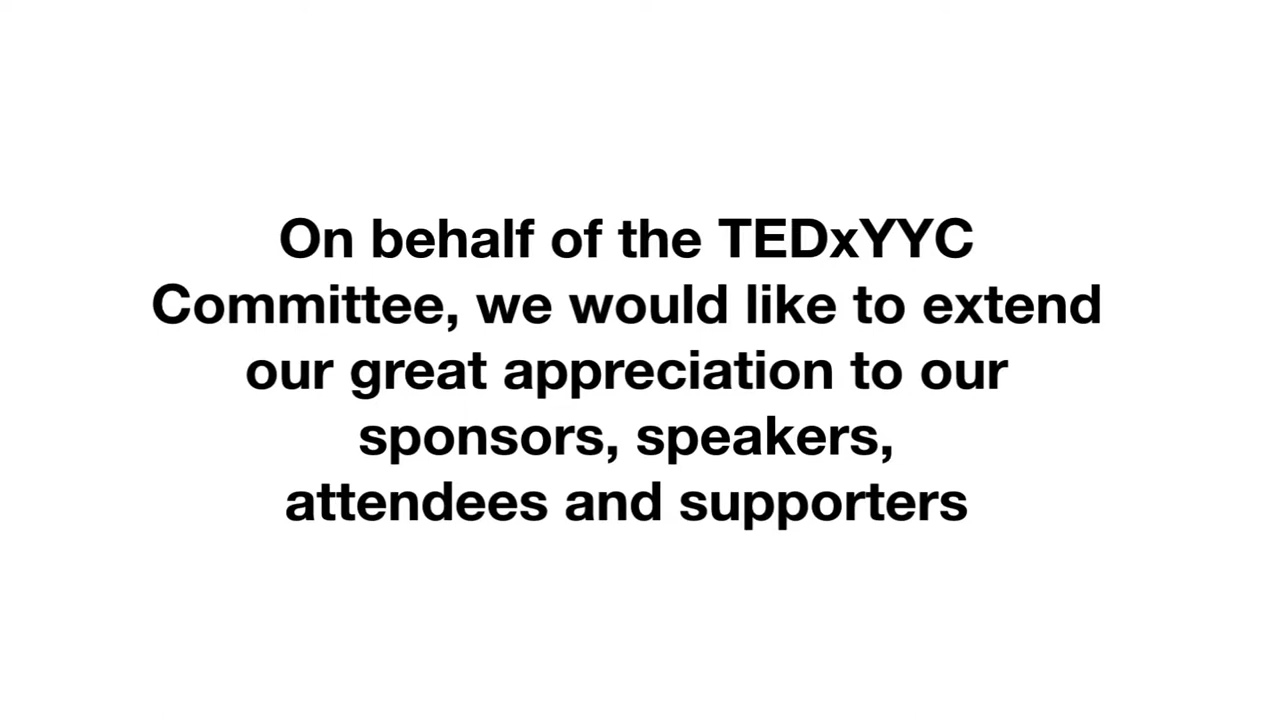 On behalf of the TEDxYYC
Committee, we would like to extend
our great appreciation to our
sponsors, speakers,
attendees and supporters